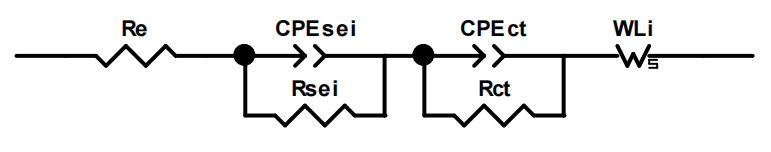 Re CPEsei CPEct WLi
s
Rsei Rct